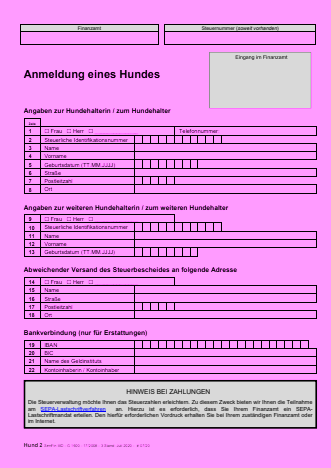 Finanzamt
Steuernummer (soweit vorhanden)
Eingang im Finanzamt
Anmeldung eines Hundes
Angaben zur Hundehalterin / zum Hundehalter
Zeile
1 ☐ Frau ☐ Herr ☐ Telefonnummer:
2 Steuerliche Identifikationsnummer
3 Name
4 Vorname
5 Geburtsdatum (TT.MM.JJJJ)
6 Straße
7 Postleitzahl
8 Ort
Angaben zur weiteren Hundehalterin / zum weiteren Hundehalter
9 ☐ Frau ☐ Herr ☐
10 Steuerliche Identifikationsnummer
11 Name
12 Vorname
13 Geburtsdatum (TT.MM.JJJJ)
Abweichender Versand des Steuerbescheides an folgende Adresse
14 ☐ Frau ☐ Herr ☐
15 Name
16 Straße
17 Postleitzahl
18 Ort
Bankverbindung (nur für Erstattungen)
19 IBAN
20 BIC
21 Name des Geldinstituts
22 Kontoinhaberin / Kontoinhaber
HINWEIS BEI ZAHLUNGEN
Die Steuerverwaltung möchte Ihnen das Steuerzahlen erleichtern. Zu diesem Zweck bieten wir Ihnen die Teilnahme
am SEPA-Lastschriftverfahren an. Hierzu ist es erforderlich, dass Sie Ihrem Finanzamt ein SEPA-
Lastschriftmandat erteilen. Den hierfür erforderlichen Vordruck erhalten Sie bei Ihrem zuständigen Finanzamt oder
im Internet.
Hund 2